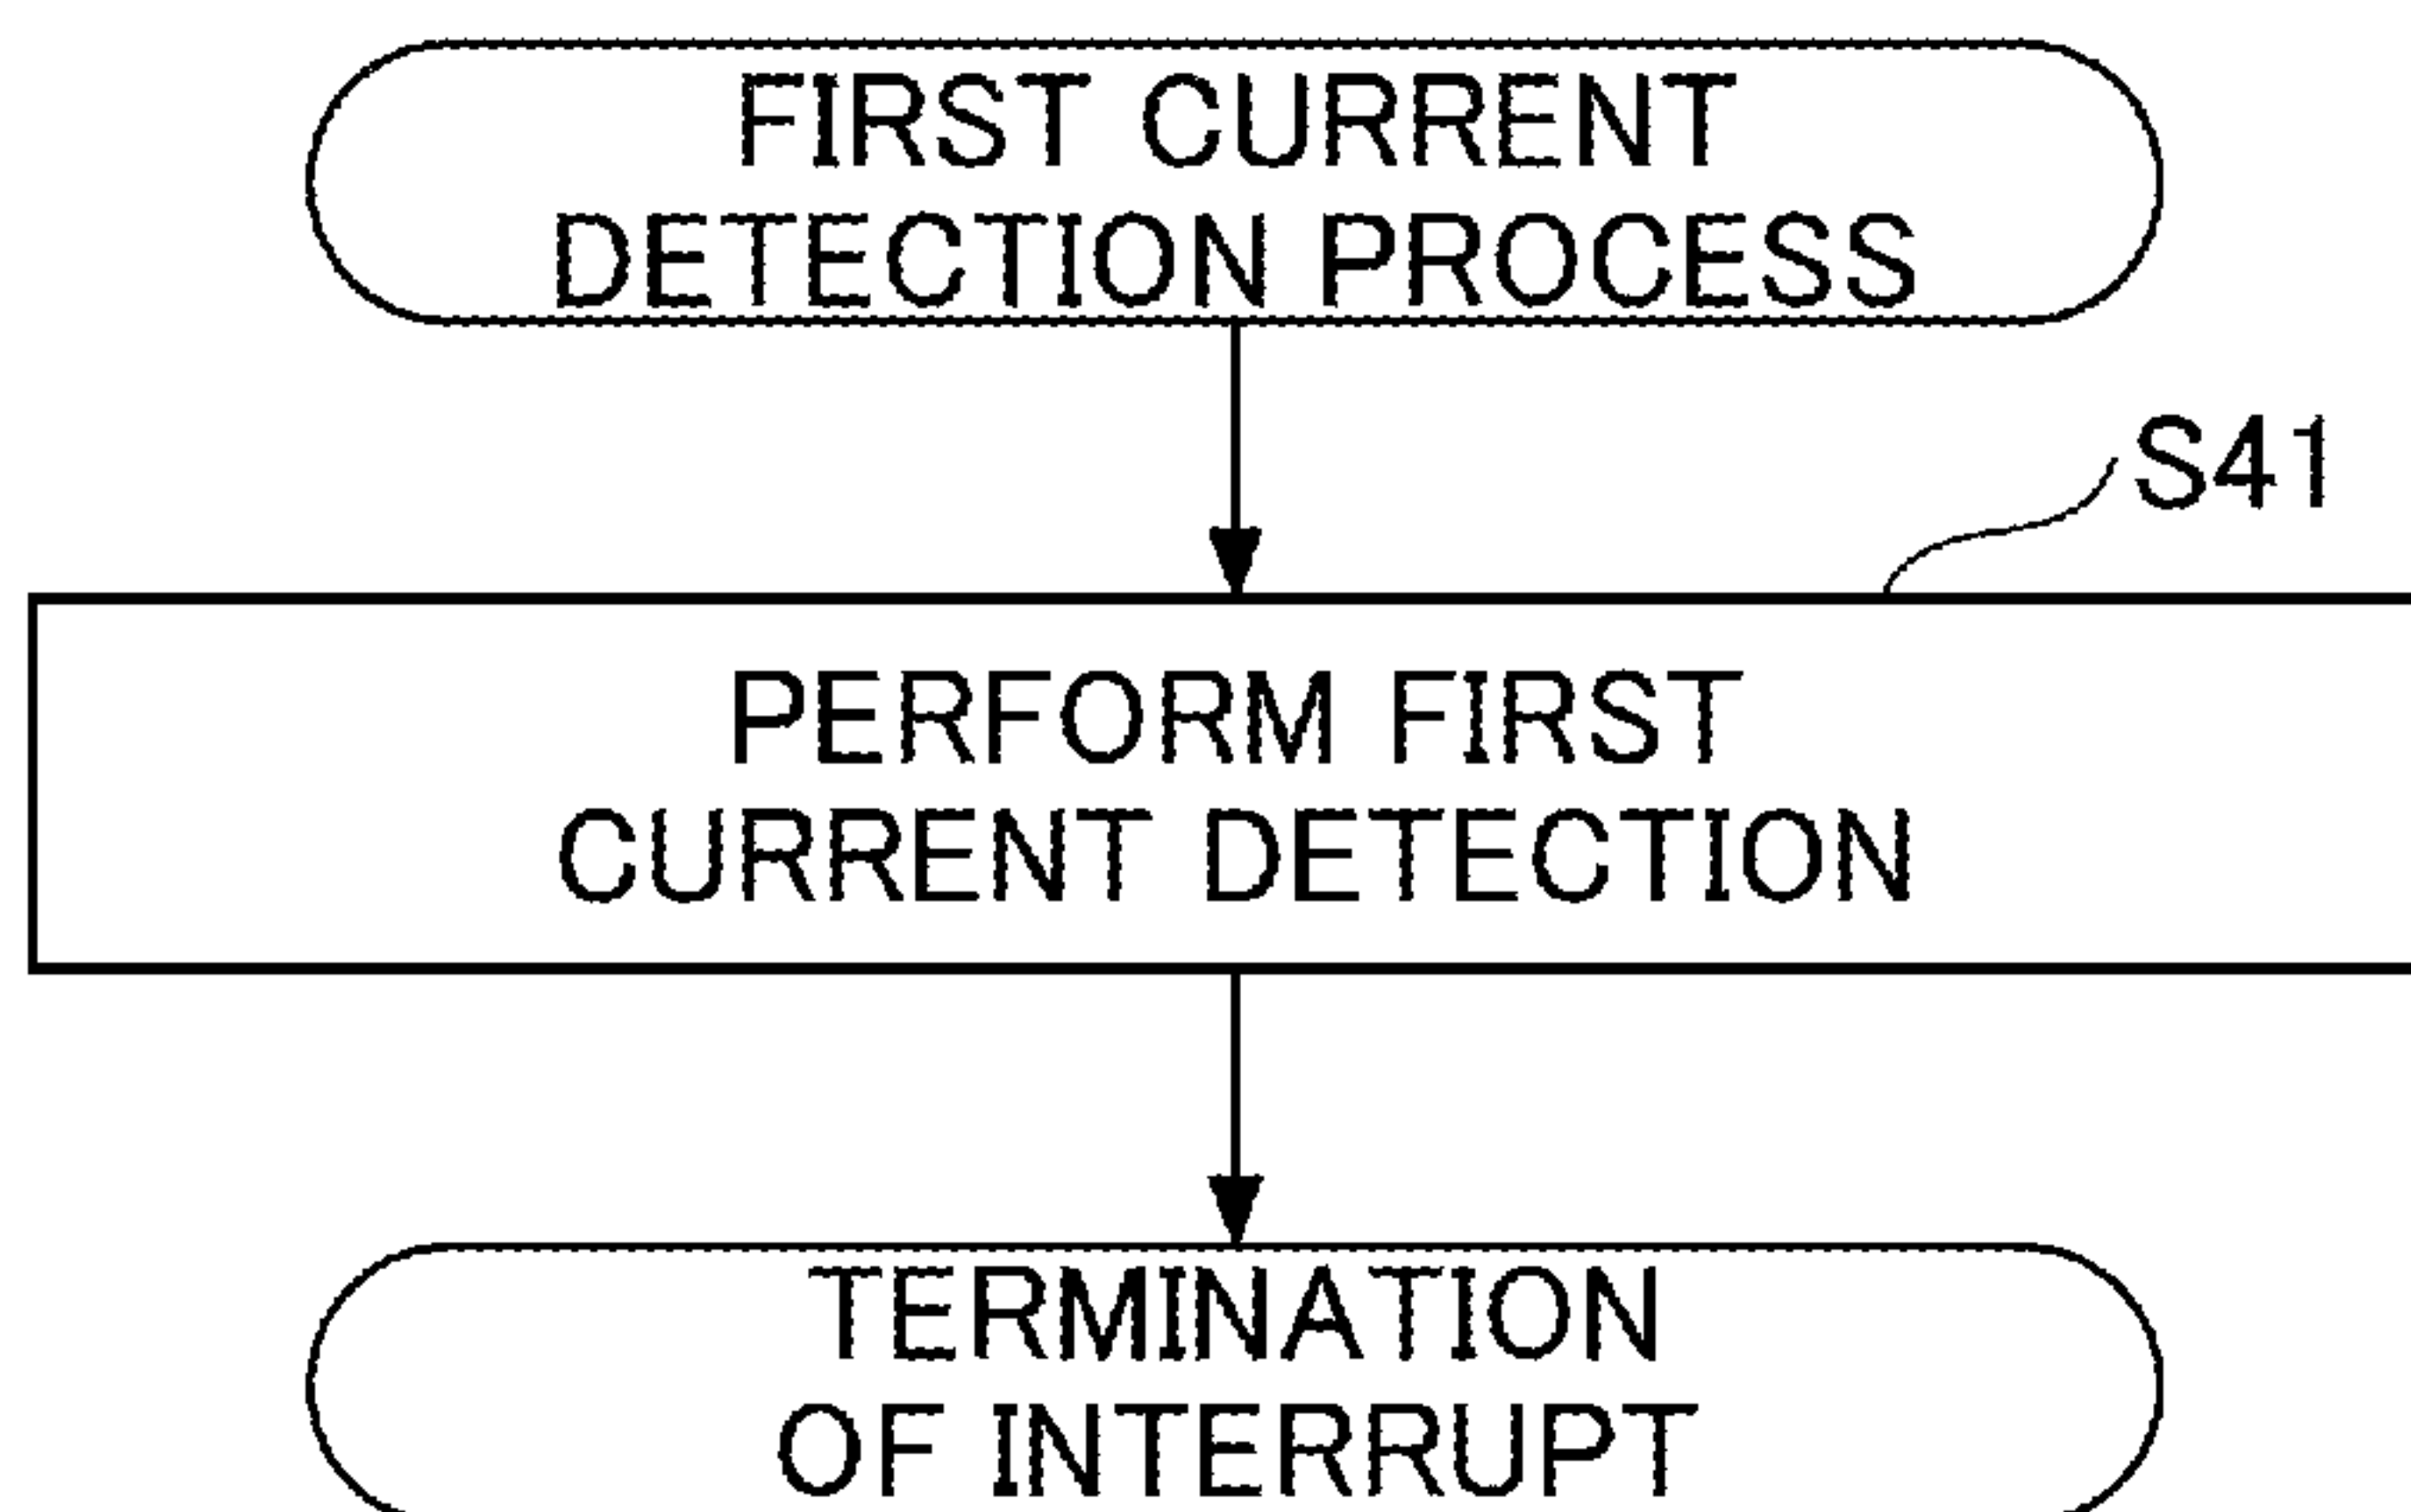 FIRST CURRENT
DETECTION PROCESS
S41
PERFORM FIRST
CURRENT DETECTION
TERMINATION
OF INTERRUPT